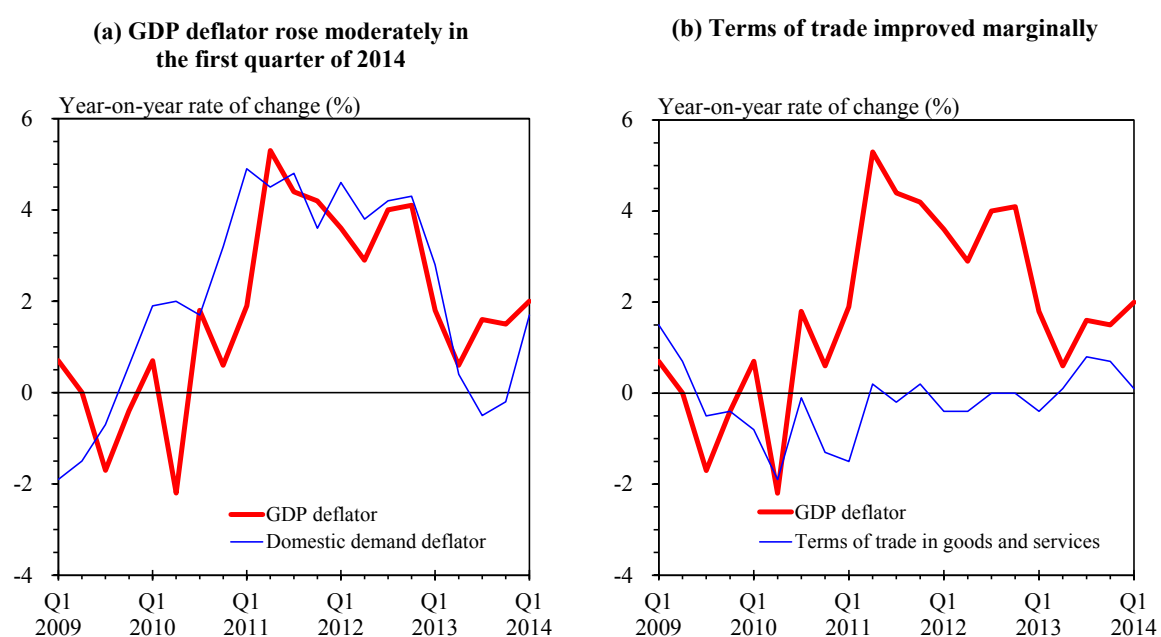 (a) GDP deflator rose moderately in
the first quarter of 2014
Year-on-year rate of change (%)
6
4
2
0
-2
-4
GDP deflator
Domestic demand deflator
Q1 Q1 Q1 Q1 Q1 Q1
2009 2010 2011 2012 2013 2014
(b) Terms of trade improved marginally
Year-on-year rate of change (%)
6
4
2
0
-2
-4
GDP deflator
Terms of trade in goods and services
Q1 Q1 Q1 Q1 Q1 Q1
2009 2010 2011 2012 2013 2014